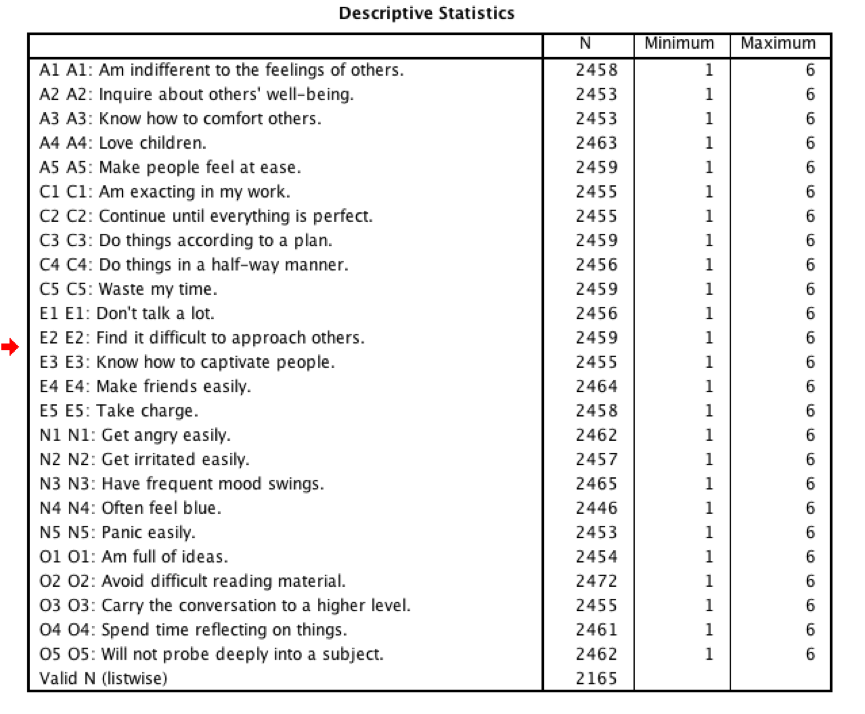 Descriptive Statistics
N Minimum Maximum
A1 A1: Am indifferent to the feelings of others. 2458 1 6
A2 A2: Inquire about others' well-being. 2453 1 6
A3 A3: Know how to comfort others. 2453 1 6
A4 A4: Love children. 2463 1 6
A5 A5: Make people feel at ease. 2459 1 6
C1 C1: Am exacting in my work. 2455 1 6
C2 C2: Continue until everything is perfect. 2455 1 6
C3 C3: Do things according to a plan. 2459 1 6
C4 C4: Do things in a half-way manner. 2456 1 6
C5 C5: Waste my time. 2459 1 6
E1 E1: Don't talk a lot. 2456 1 6
E2 E2: Find it difficult to approach others. 2459 1 6
E3 E3: Know how to captivate people. 2455 1 6
E4 E4: Make friends easily. 2464 1 6
E5 E5: Take charge. 2458 1 6
N1 N1: Get angry easily. 2462 1 6
N2 N2: Get irritated easily. 2457 1 6
N3 N3: Have frequent mood swings. 2465 1 6
N4 N4: Often feel blue. 2446 1 6
N5 N5: Panic easily. 2453 1 6
O1 O1: Am full of ideas. 2454 1 6
O2 O2: Avoid difficult reading material. 2472 1 6
O3 O3: Carry the conversation to a higher level. 2455 1 6
O4 O4: Spend time reflecting on things. 2461 1 6
O5 O5: Will not probe deeply into a subject. 2462 1 6
Valid N (listwise) 2165